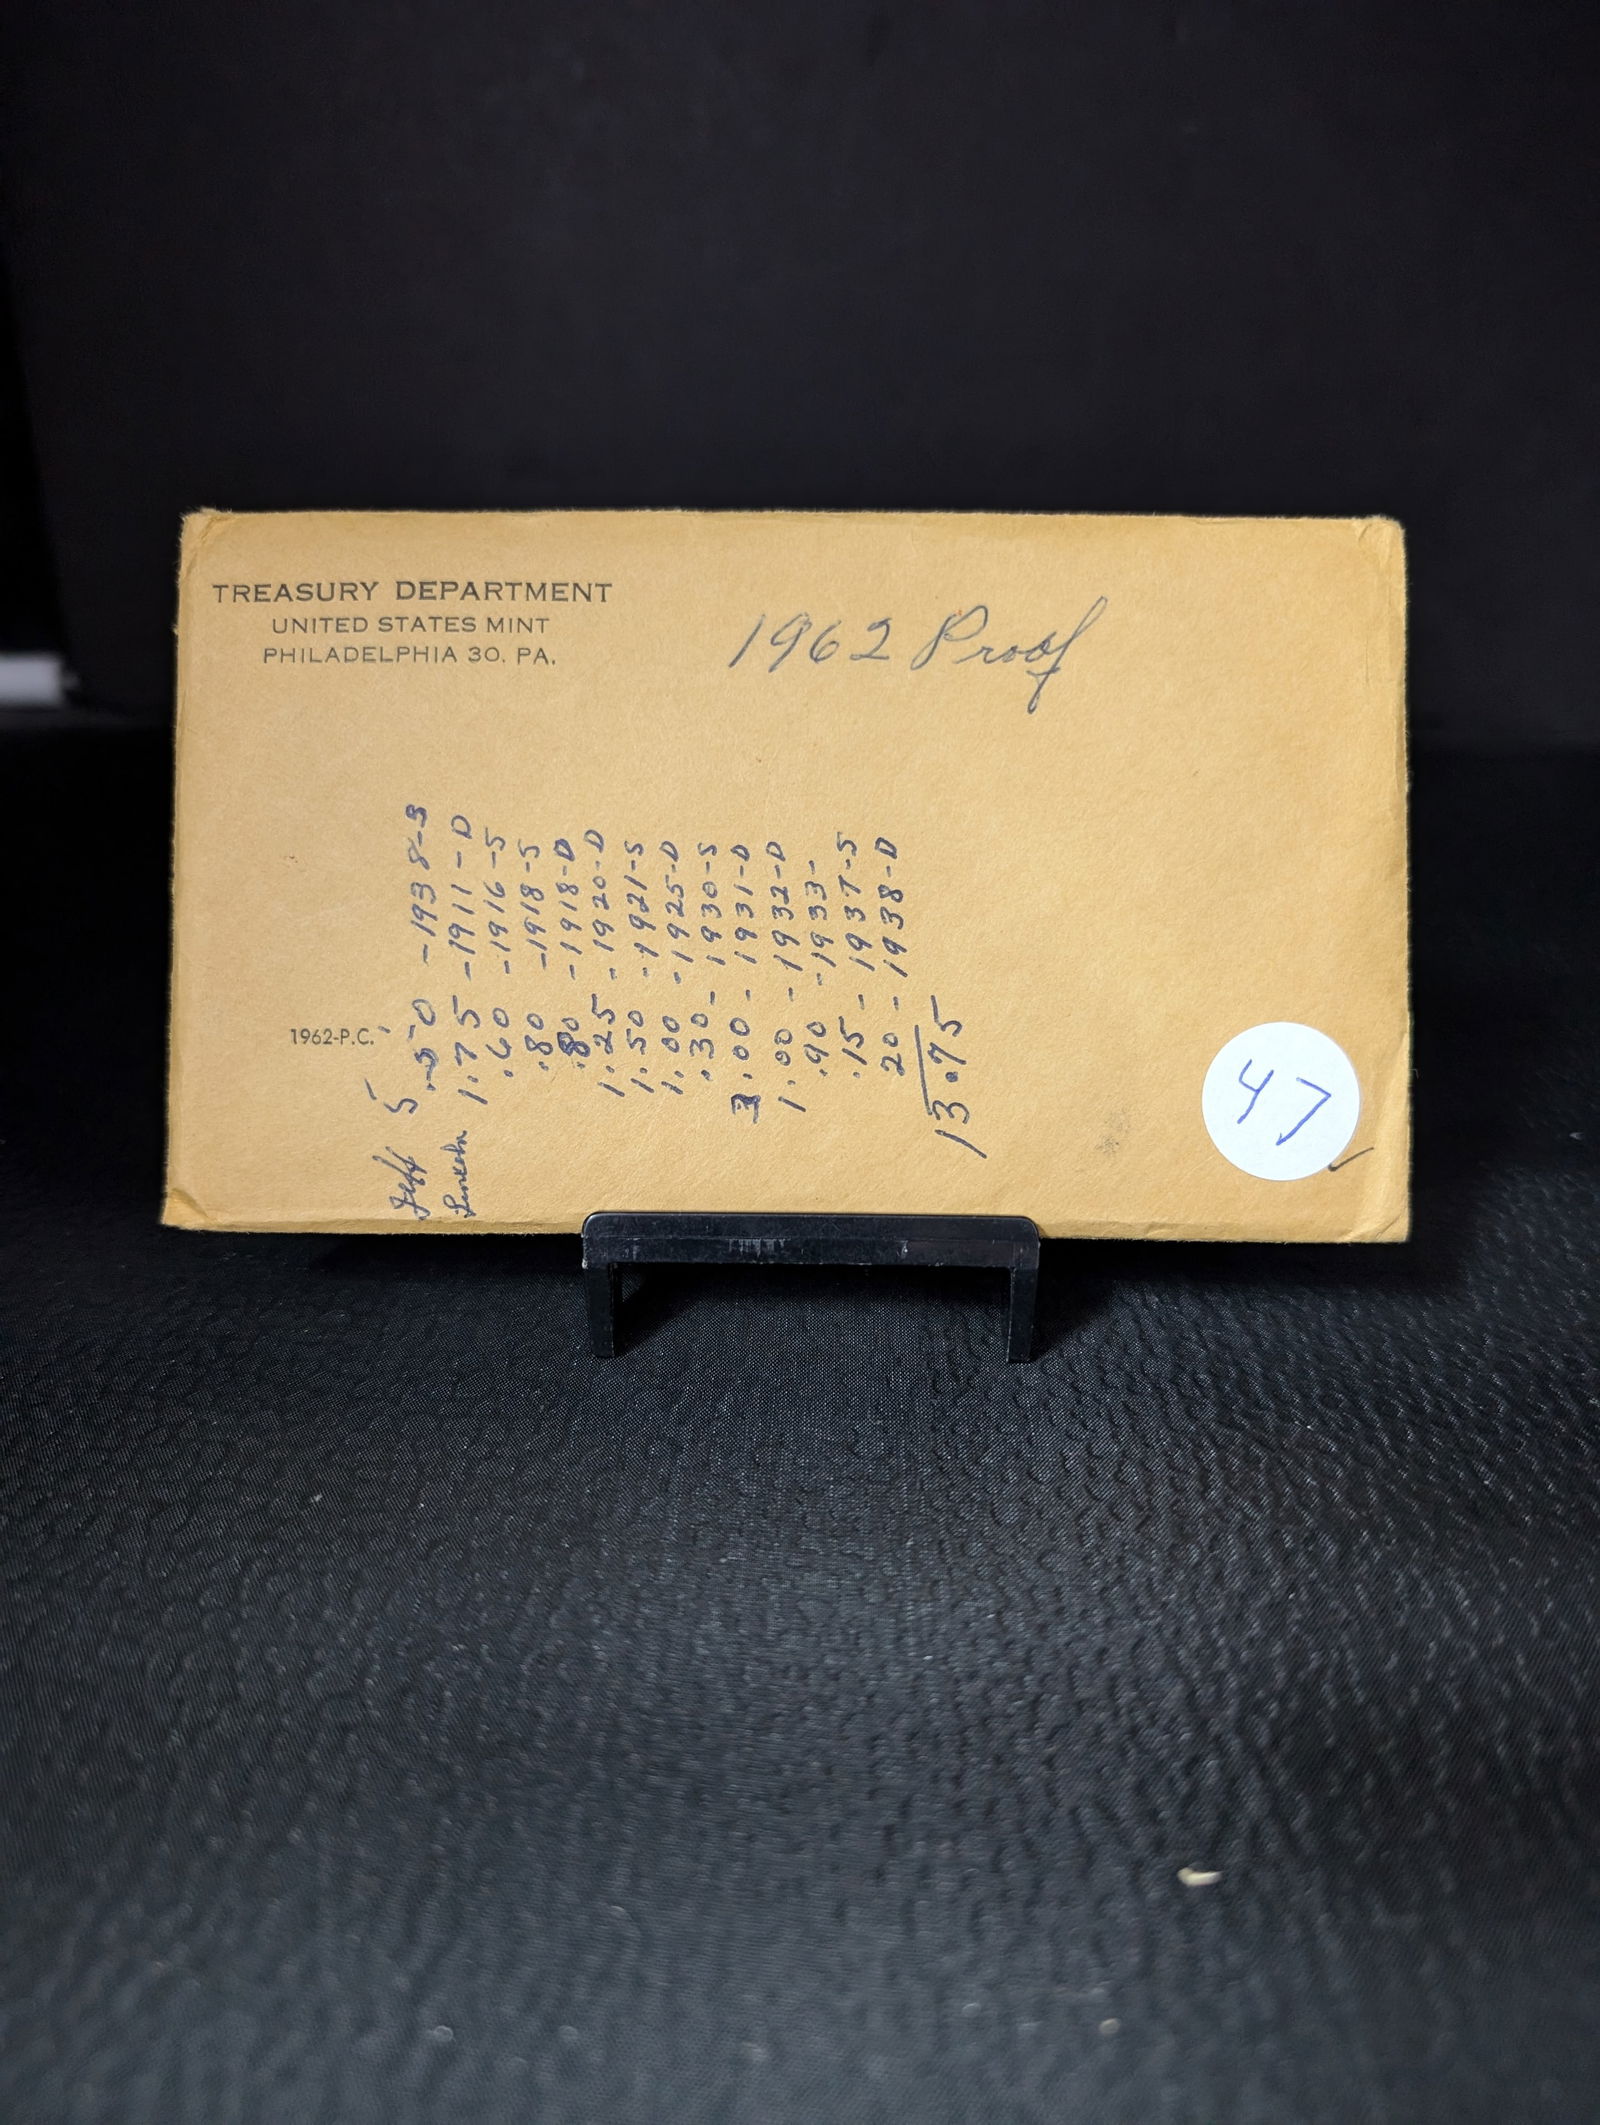 TREASURY DEPARTMENT
UNITED STATES MINT
PHILADELPHIA 30, PA.
1962 Proof
1962-P.C.
Jeff 5 .50 - 1938-S
Lincoln 1.75 - 1911-D
.60 - 1916-S
.80 - 1918-S
.80 - 1918-D
1.25 - 1920-D
1.50 - 1921-S
1.00 - 1925-D
.30 - 1930-S
3.00 - 1931-D
1.00 - 1932-D
.90 - 1933-
.15 - 1937-S
20 - 1938-D
13.75
47